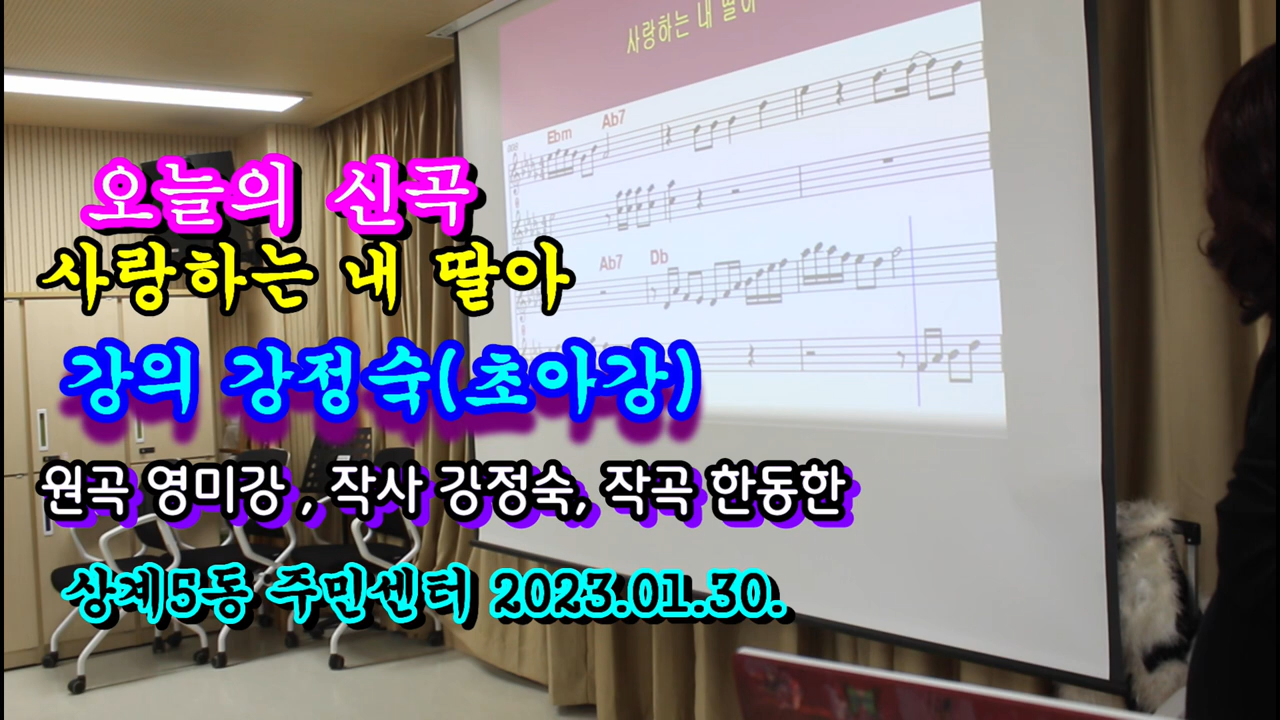 사랑하는 내 딸아
Ebm Ab7
오늘의 신곡
사랑하는 내 딸아
Ab7 Db
강의 강정숙(초아강)
원곡 영미강 , 작사 강정숙, 작곡 한동한
상계5동 주민센터 2023.01.30.